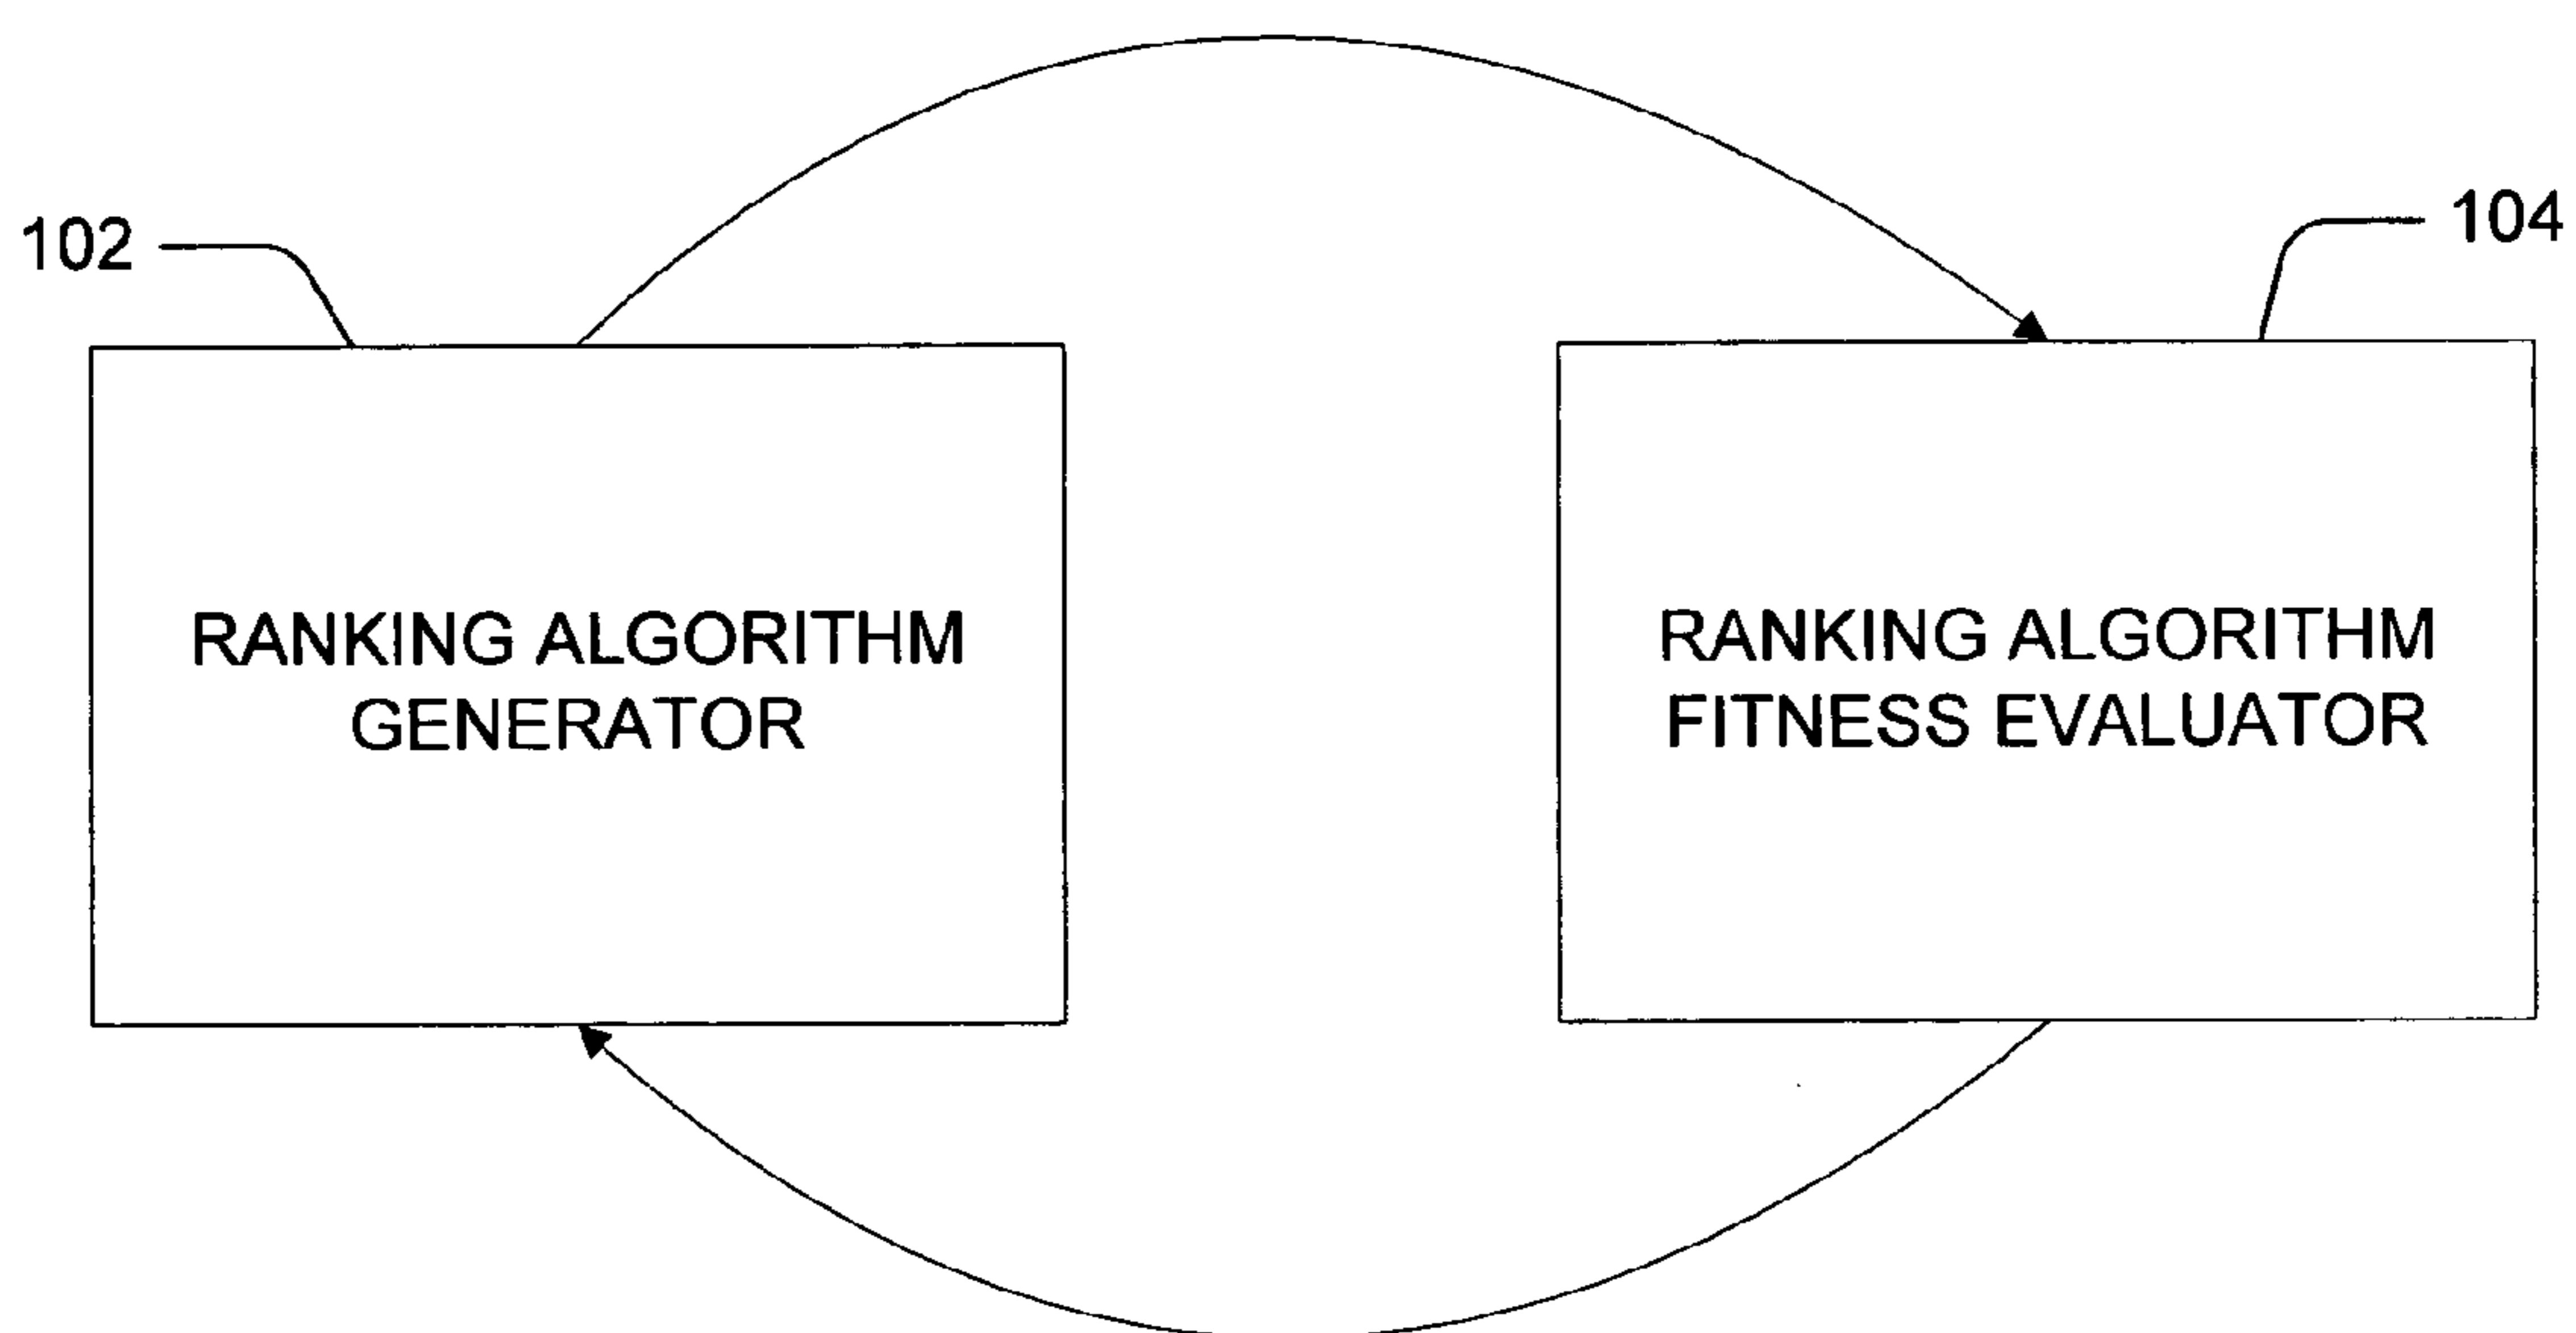 102
104
RANKING ALGORITHM
GENERATOR
RANKING ALGORITHM
FITNESS EVALUATOR